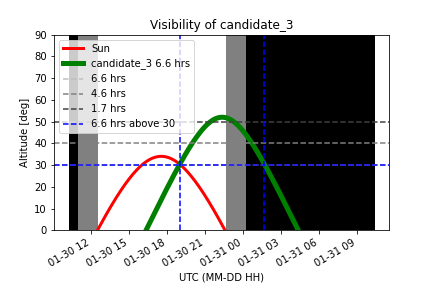 Visibility of candidate_3
90
80
70
60
50
40
30
20
10
0
Altitude [deg]
Sun
candidate_3 6.6 hrs
6.6 hrs
4.6 hrs
1.7 hrs
6.6 hrs above 30
01-30 12
01-30 15
01-30 18
01-30 21
01-31 00
01-31 03
01-31 06
01-31 09
UTC (MM-DD HH)